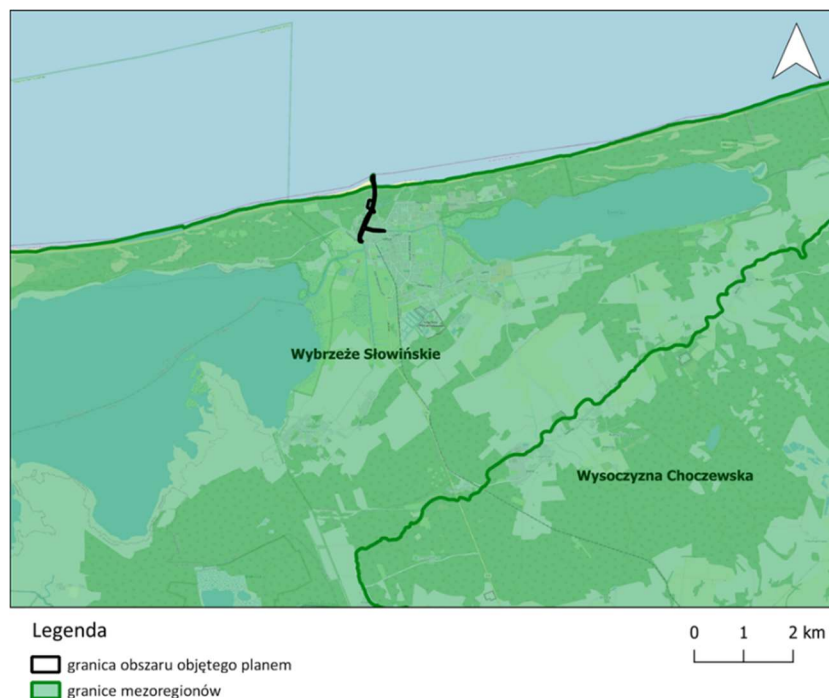 Wybrzeże Słowińskie
Wysoczyzna Choczewska
Legenda
granica obszaru objętego planem
granice mezoregionów
0 1 2 km